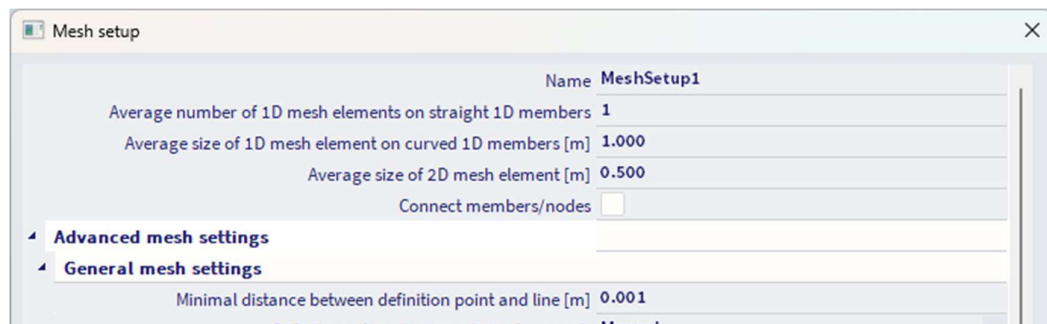 Mesh setup
Name MeshSetup1
Average number of 1D mesh elements on straight 1D members 1
Average size of 1D mesh element on curved 1D members [m] 1.000
Average size of 2D mesh element [m] 0.500
Connect members/nodes
Advanced mesh settings
General mesh settings
Minimal distance between definition point and line [m] 0.001